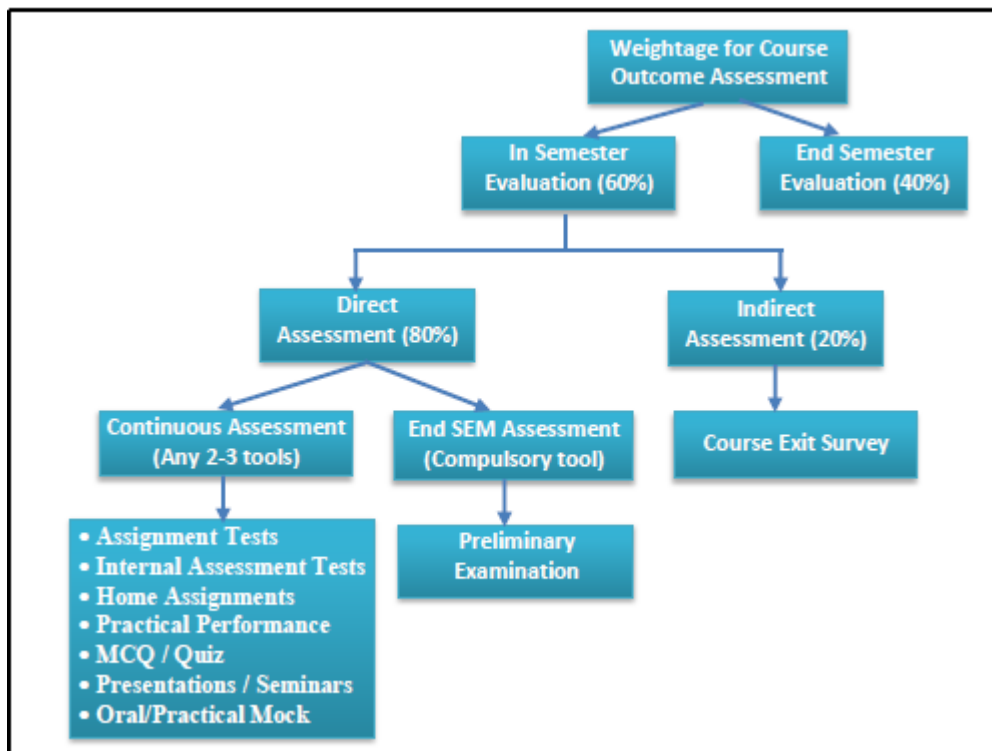 Weightage for Course
Outcome Assessment
In Semester
Evaluation (60%)
End Semester
Evaluation (40%)
Direct
Assessment (80%)
Indirect
Assessment (20%)
Continuous Assessment
(Any 2-3 tools)
End SEM Assessment
(Compulsory tool)
Course Exit Survey
• Assignment Tests
• Internal Assessment Tests
• Home Assignments
• Practical Performance
• MCQ / Quiz
• Presentations / Seminars
• Oral/Practical Mock
Preliminary
Examination